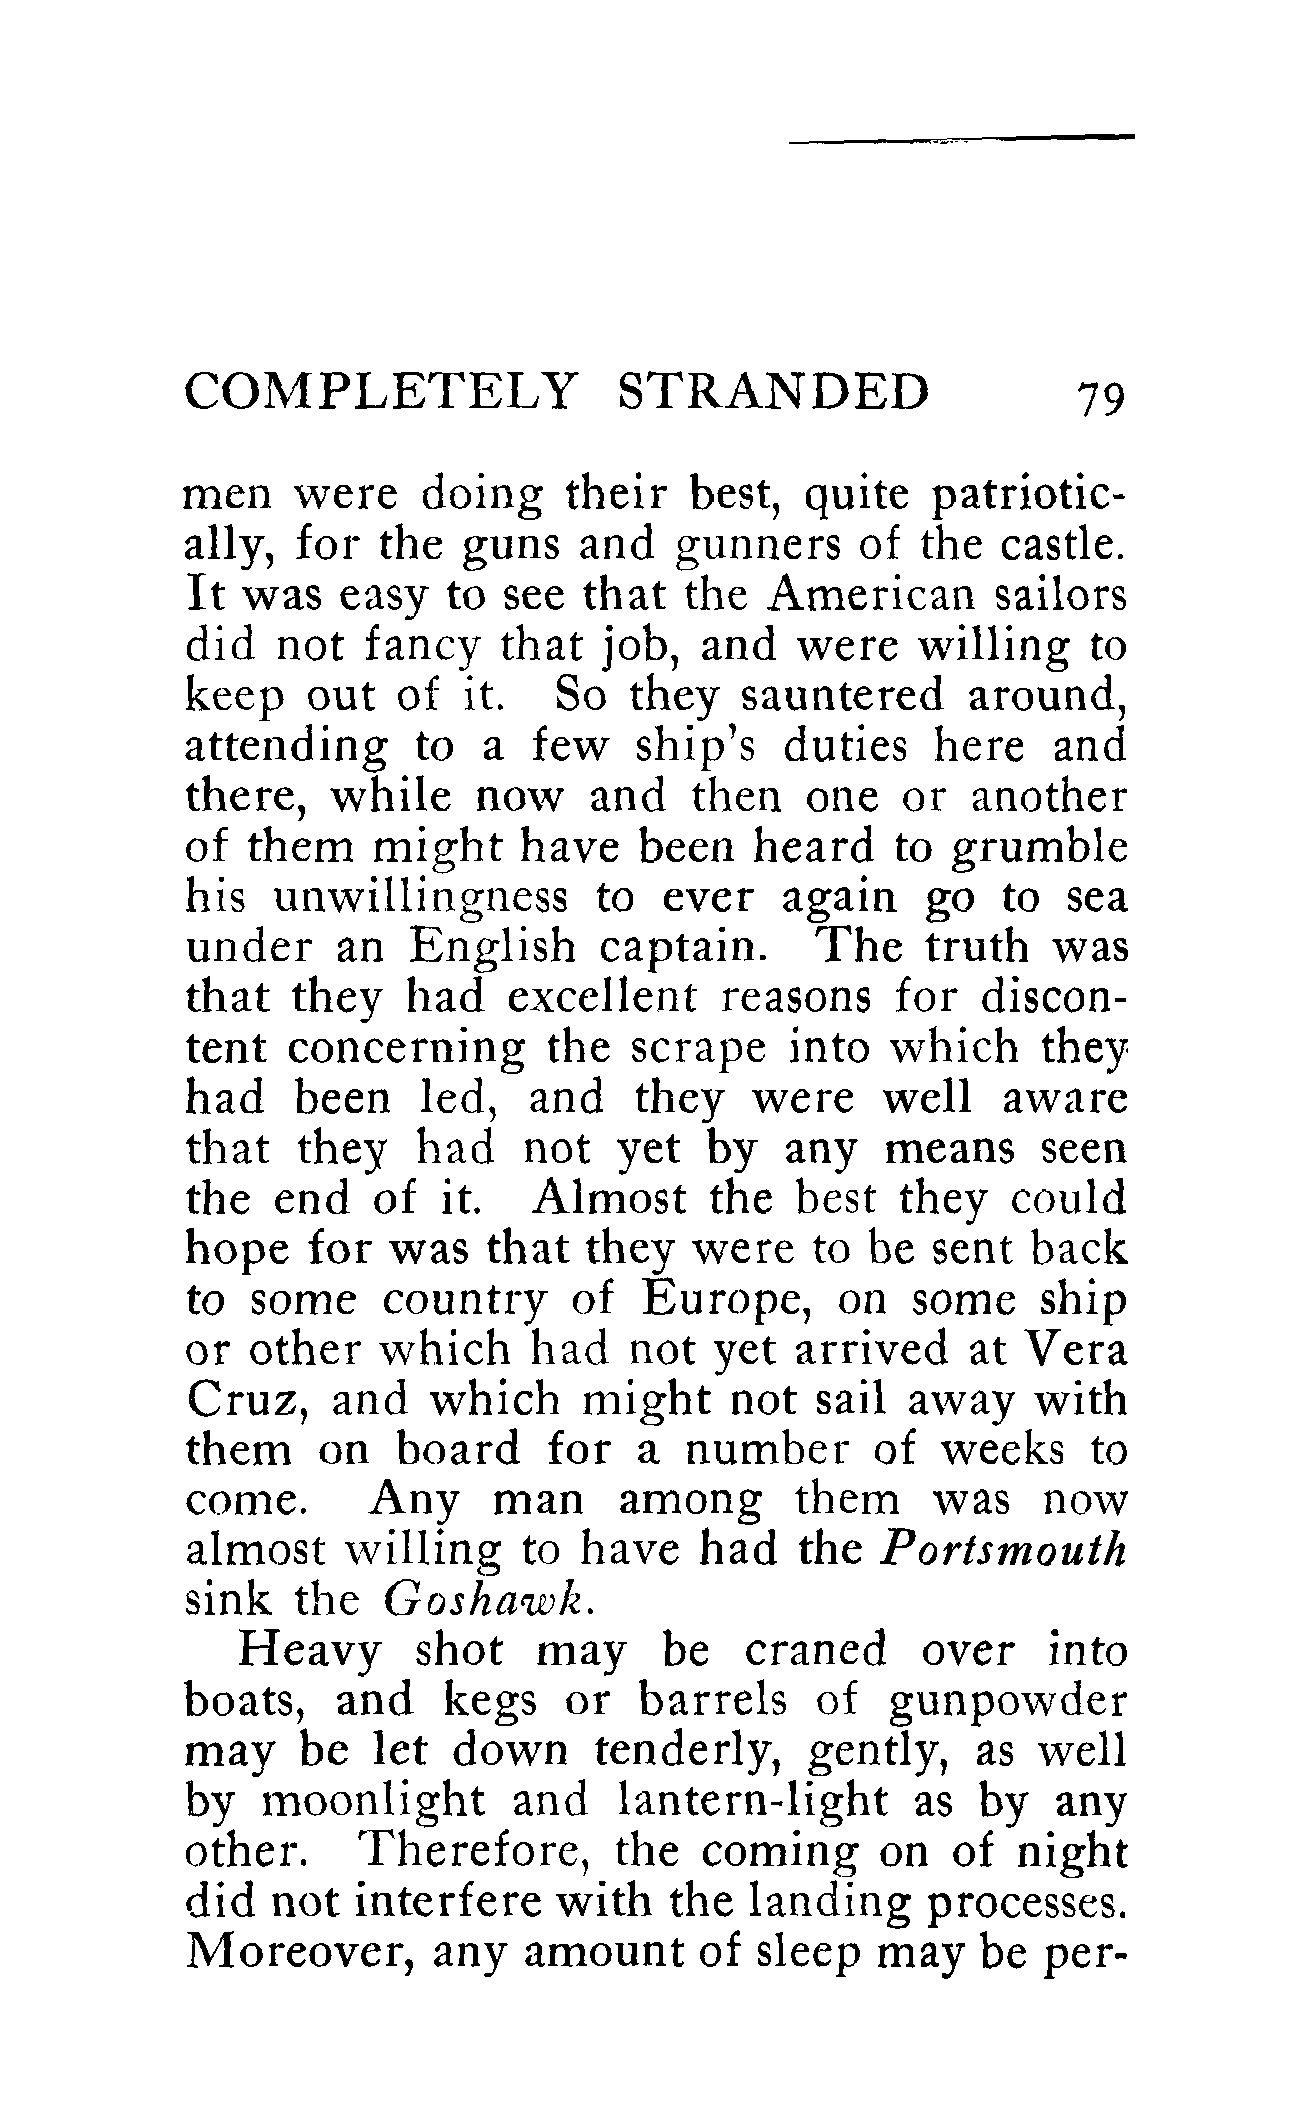 COMPLETELY STRANDED 79
men were doing their best, quite patriotic-
ally, for the guns and gunners of the castle.
It was easy to see that the American sailors
did not fancy that job, and were willing to
keep out of it. So they sauntered around,
attending to a few ship's duties here and
there, while now and then one or another
of them might have been heard to grumble
his unwillingness to ever again go to sea
under an English captain. The truth was
that they had excellent reasons for discon-
tent concerning the scrape into which they
had been led, and they were well aware
that they had not yet by any means seen
the end of it. Almost the best they could
hope for was that they were to be sent back
to some country of Europe, on some ship
or other which had not yet arrived at Vera
Cruz, and which might not sail away with
them on board for a number of weeks to
come. Any man among them was now
almost willing to have had the Portsmouth
sink the Goshawk.
Heavy shot may be craned over into
boats, and kegs or barrels of gunpowder
may be let down tenderly, gently, as well
by moonlight and lantern-light as by any
other. Therefore, the coming on of night
did not interfere with the landing processes.
Moreover, any amount of sleep may be per-